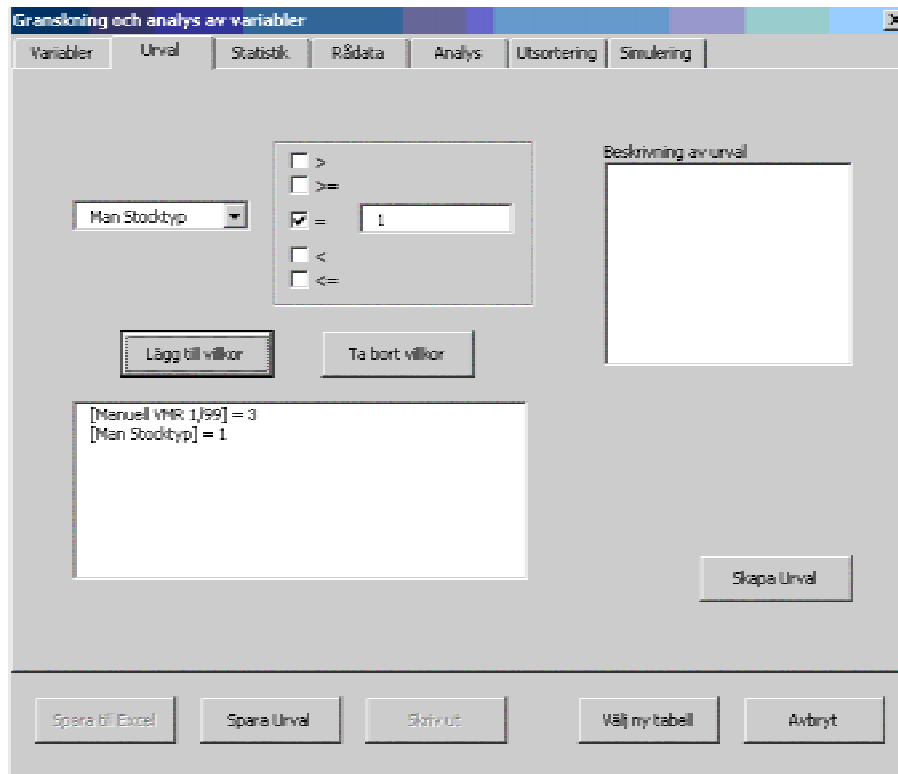 Granskning och analys av variabler
Variabler Urval Statistik Rådata Analys Utsortering Simulering
>
>=
Man Stocktyp
= 1
<
<=
Beskrivning av urval
Lägg till villkor Ta bort villkor
[Manuell VMR 1/99] = 3
[Man Stocktyp] = 1
Skapa Urval
Spara til Excel Spara Urval Skriv ut Välj ny tabell Avbryt